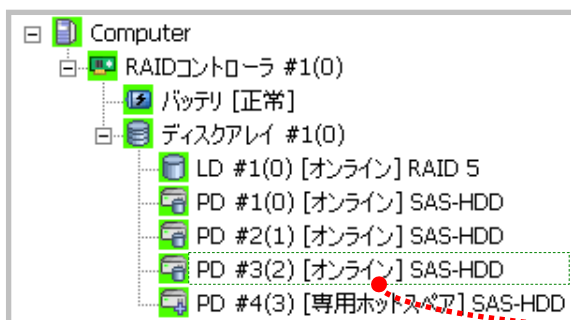 Computer
RAIDコントローラ #1(0)
バッテリ [正常]
ディスクアレイ #1(0)
LD #1(0) [オンライン] RAID 5
PD #1(0) [オンライン] SAS-HDD
PD #2(1) [オンライン] SAS-HDD
PD #3(2) [オンライン] SAS-HDD
PD #4(3) [専用ホットスペア] SAS-HDD